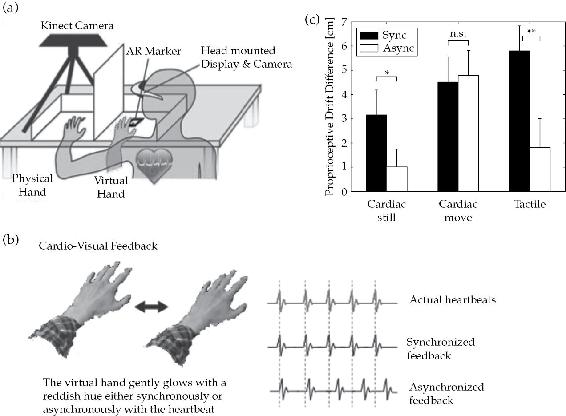 (a)
Kinect Camera
AR Marker
Head mounted
Display & Camera
Physical
Hand
Virtual
Hand
(c)
Proprioceptive Drift Difference [cm]
7
6
5
4
3
2
1
0
Sync
Async
*
n.s.
**
Cardiac
still
Cardiac
move
Tactile
(b)
Cardio-Visual Feedback
The virtual hand gently glows with a
reddish hue either synchronously or
asynchronously with the heartbeat
Actual heartbeats
Synchronized
feedback
Asynchronized
feedback